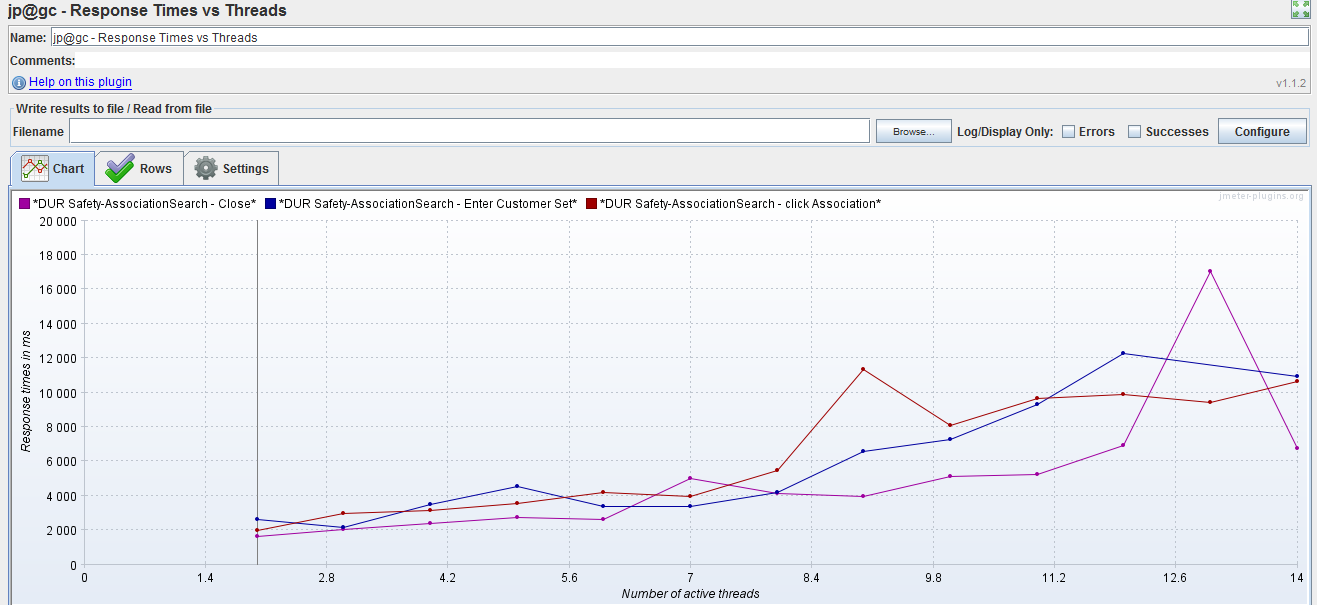 jp@gc - Response Times vs Threads
Name: jp@gc - Response Times vs Threads
Comments:
Help on this plugin
v1.1.2
Write results to file / Read from file
Filename Browse... Log/Display Only: Errors Successes Configure
Chart Rows Settings
*DUR Safety-AssociationSearch - Close* *DUR Safety-AssociationSearch - Enter Customer Set* *DUR Safety-AssociationSearch - click Association*
jmeter-plugins.org
20 000
18 000
16 000
14 000
12 000
10 000
8 000
6 000
4 000
2 000
0
Response times in ms
0 1.4 2.8 4.2 5.6 7 8.4 9.8 11.2 12.6 14
Number of active threads